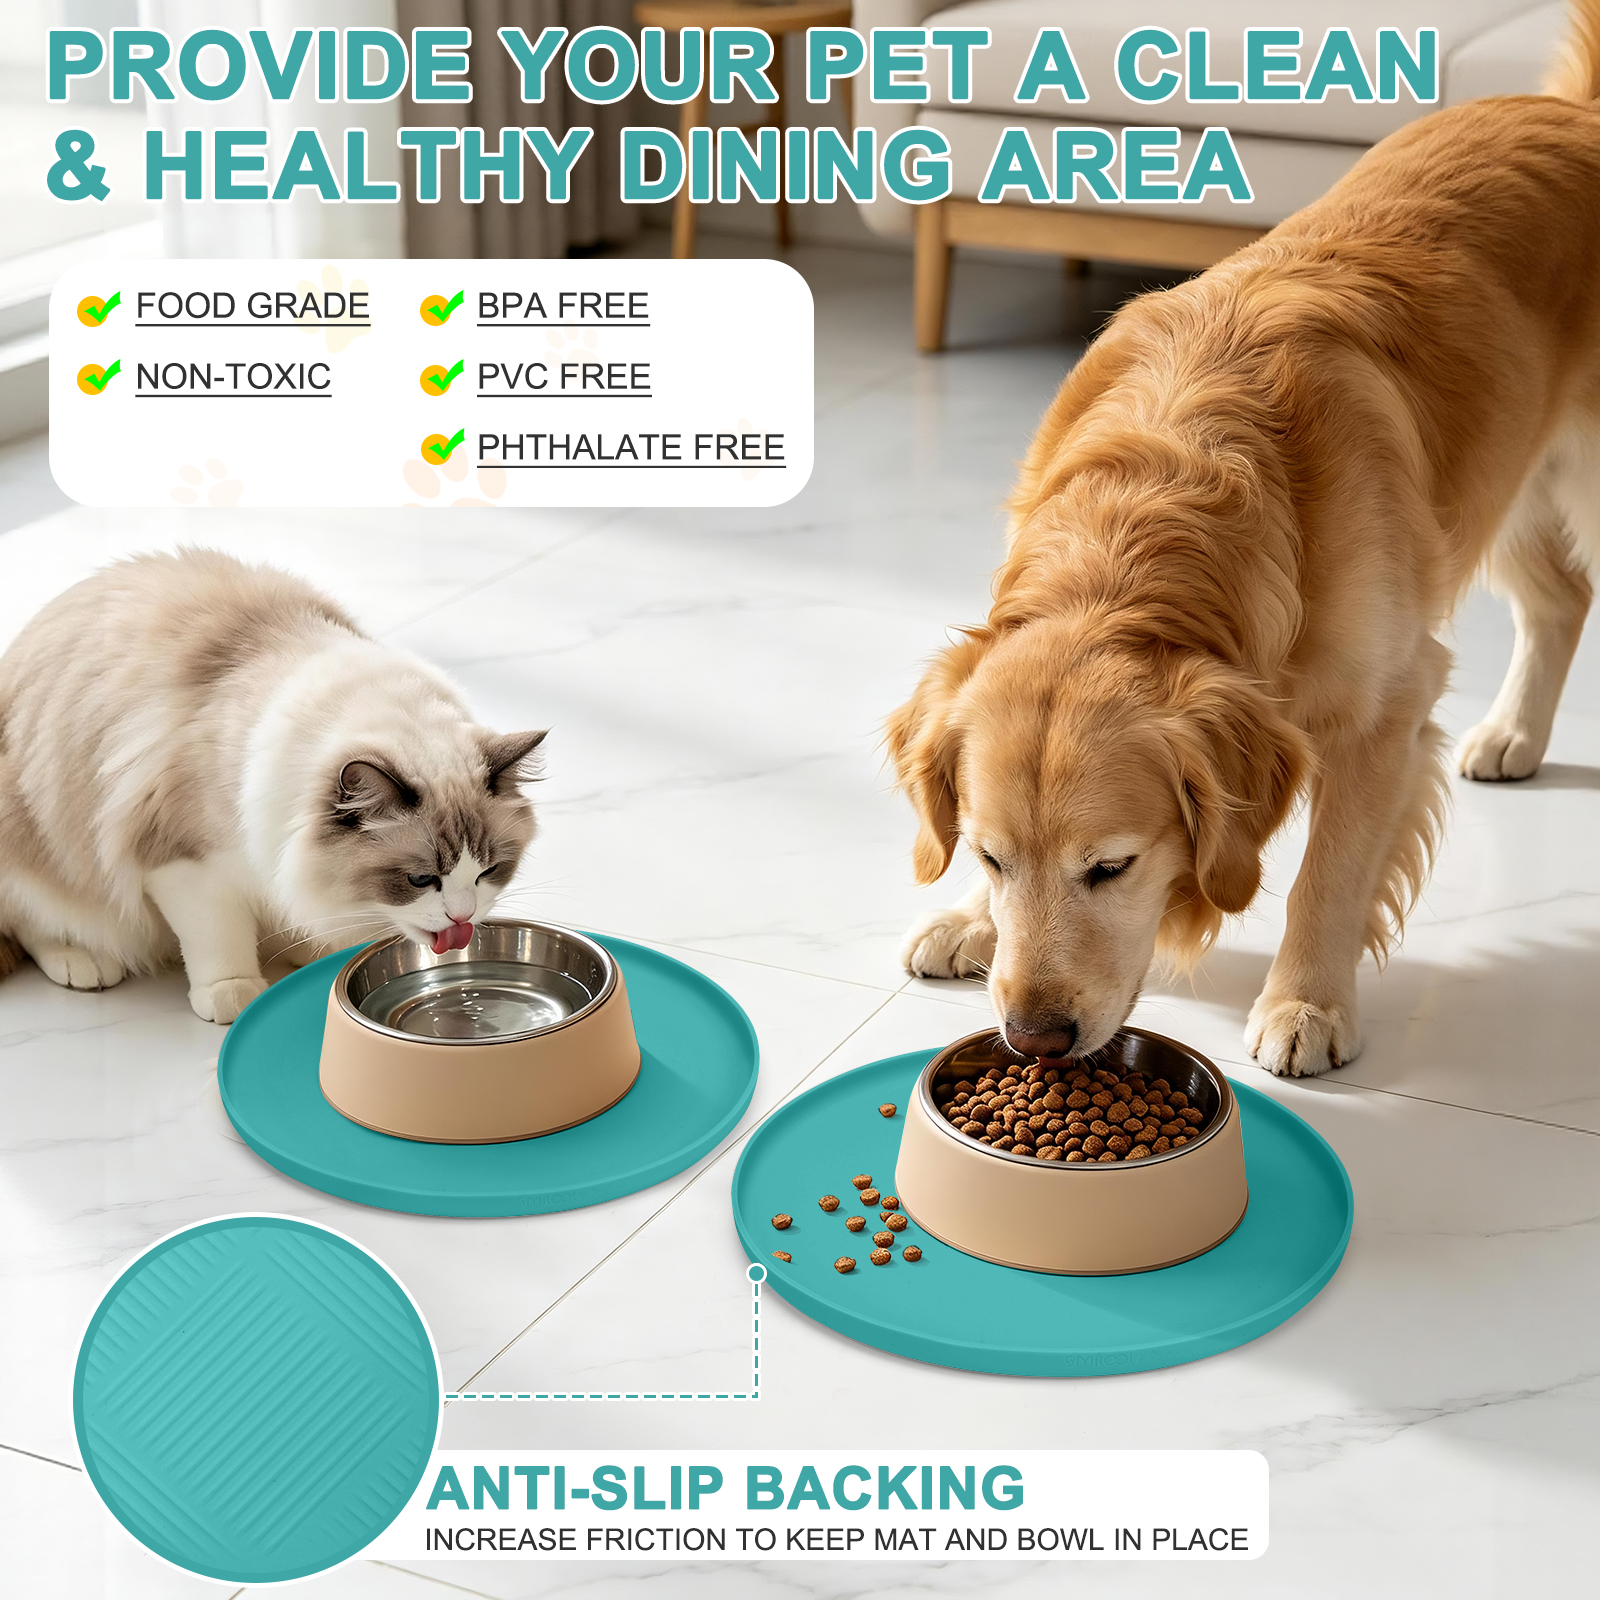 PROVIDE YOUR PET A CLEAN
& HEALTHY DINING AREA
FOOD GRADE
BPA FREE
NON-TOXIC
PVC FREE
PHTHALATE FREE
ANTI-SLIP BACKING
INCREASE FRICTION TO KEEP MAT AND BOWL IN PLACE